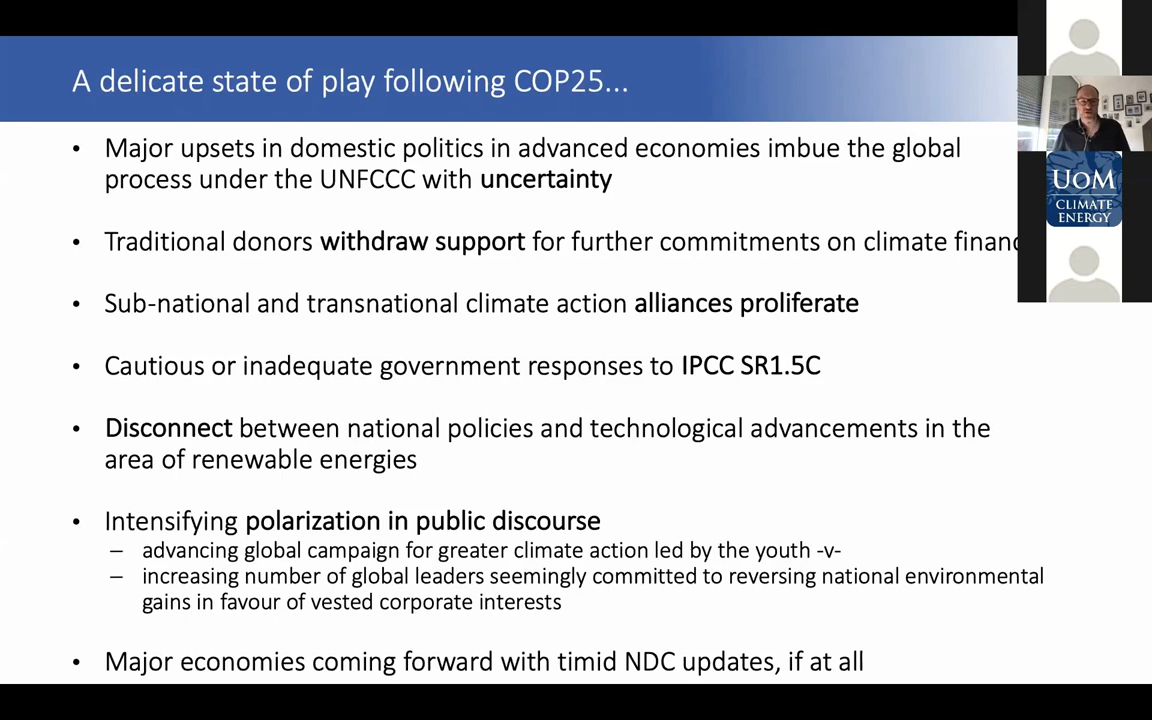 A delicate state of play following COP25...
• Major upsets in domestic politics in advanced economies imbue the global
process under the UNFCCC with uncertainty
• Traditional donors withdraw support for further commitments on climate financ
• Sub-national and transnational climate action alliances proliferate
• Cautious or inadequate government responses to IPCC SR1.5C
• Disconnect between national policies and technological advancements in the
area of renewable energies
• Intensifying polarization in public discourse
– advancing global campaign for greater climate action led by the youth -v-
– increasing number of global leaders seemingly committed to reversing national environmental
gains in favour of vested corporate interests
• Major economies coming forward with timid NDC updates, if at all
UOM
CLIMATE
ENERGY